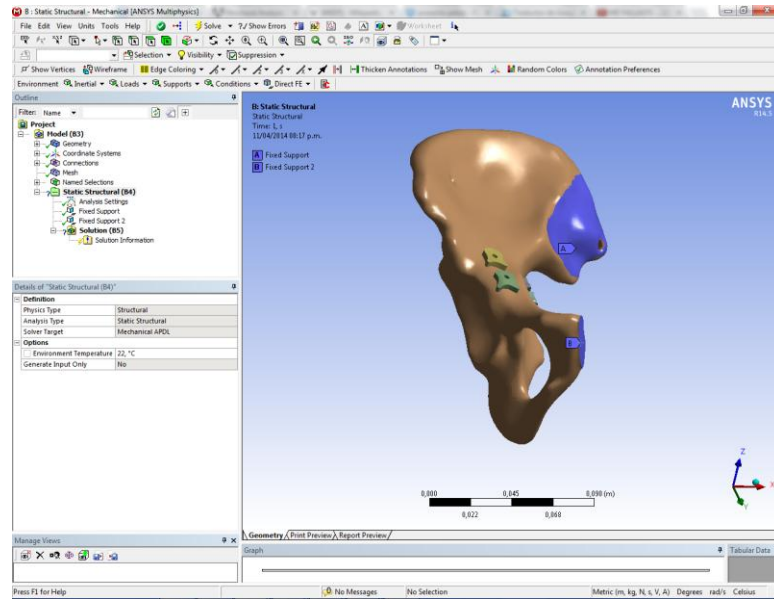 B : Static Structural - Mechanical [ANSYS Multiphysics]
File Edit View Units Tools Help Solve ?/ Show Errors Worksheet
Selection Visibility Suppression
Show Vertices Wireframe Edge Coloring Thicken Annotations Show Mesh Random Colors Annotation Preferences
Environment Inertial Loads Supports Conditions Direct FE
Outline
Filter: Name
Project
Model (B3)
Geometry
Coordinate Systems
Connections
Mesh
Named Selections
Static Structural (B4)
Analysis Settings
Fixed Support
Fixed Support 2
Solution (B5)
Solution Information
Details of "Static Structural (B4)"
Definition
Physics Type Structural
Analysis Type Static Structural
Solver Target Mechanical APDL
Options
Environment Temperature 22, °C
Generate Input Only No
Manage Views
B: Static Structural
Static Structural
Time: 1, s
11/04/2014 08:17 p.m.
A Fixed Support
B Fixed Support 2
ANSYS
R14.5
A
B
0,000 0,045 0,090 (m)
0,022 0,068
Z
X
Y
Geometry Print Preview Report Preview
Graph
Tabular Data
Press F1 for Help No Messages No Selection Metric (m, kg, N, s, V, A) Degrees rad/s Celsius